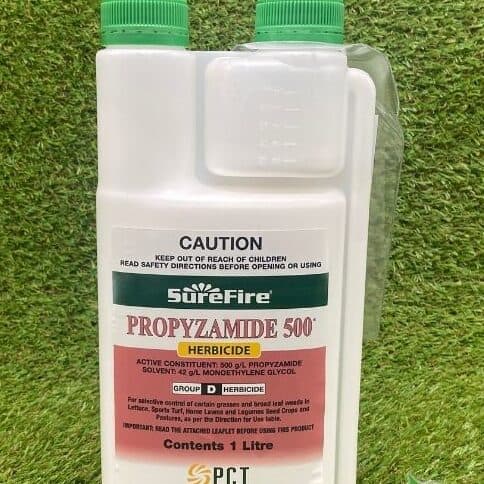 CAUTION
KEEP OUT OF REACH OF CHILDREN
READ SAFETY DIRECTIONS BEFORE OPENING OR USING
SureFire®
PROPYZAMIDE 500
HERBICIDE
ACTIVE CONSTITUENT: 500 g/L PROPYZAMIDE
SOLVENT: 42 g/L MONOETHYLENE GLYCOL
GROUP D HERBICIDE
For selective control of certain grasses and broad leaf weeds in
Lettuce, Sports Turf, Home Lawns and Legumes Seed Crops and
Pastures, as per the Direction for Use table.
IMPORTANT: READ THE ATTACHED LEAFLET BEFORE USING THIS PRODUCT
Contents 1 Litre
PCT